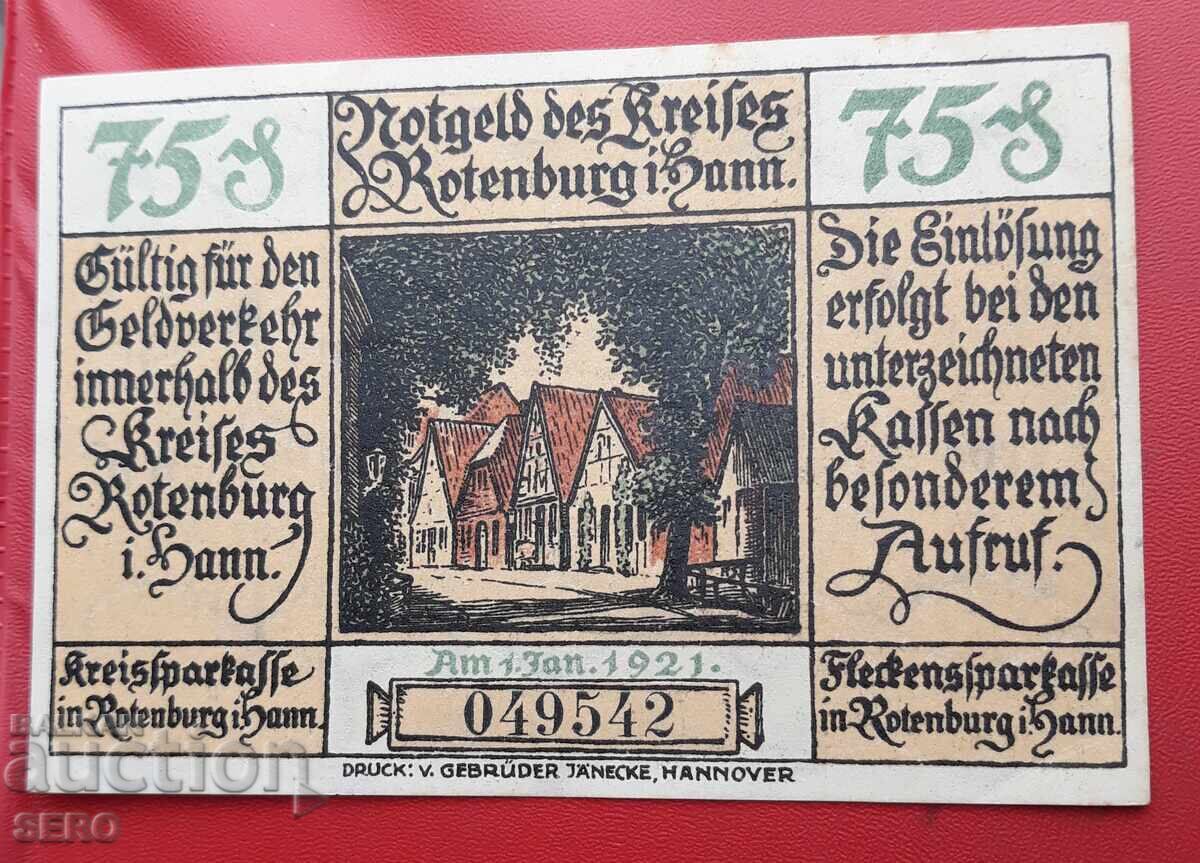 75 ₰
Notgeld des Kreises
Rotenburg i. Hann.
75 ₰
Gültig für den
Geldverkehr
innerhalb des
Kreises
Rotenburg
i. Hann.
Die Einlösung
erfolgt bei den
unterzeichneten
Kassen nach
besonderem
Aufruf.
Kreissparkasse
in Rotenburg i. Hann.
Am 1. Jan. 1921.
049542
Fleckenssparkasse
in Rotenburg i. Hann.
DRUCK: V. GEBRÜDER JÄNECKE, HANNOVER
BALKAN
auction
SERO